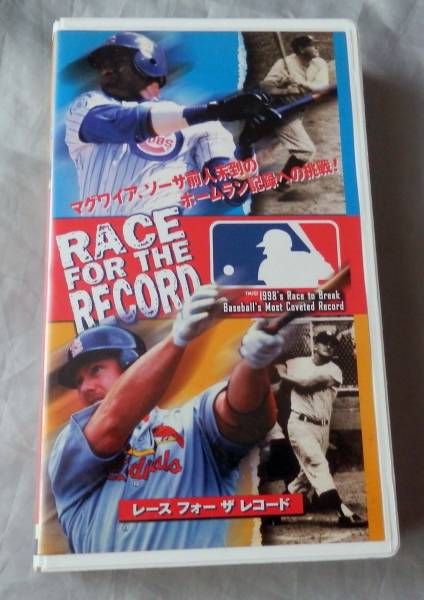 CUBS
マグワイア、ソーサ前人未到の
ホームラン記録への挑戦！
RACE
FOR THE
RECORD
1998's Race to Break
Baseball's Most Coveted Record
Cardinals
レース フォー ザ レコード